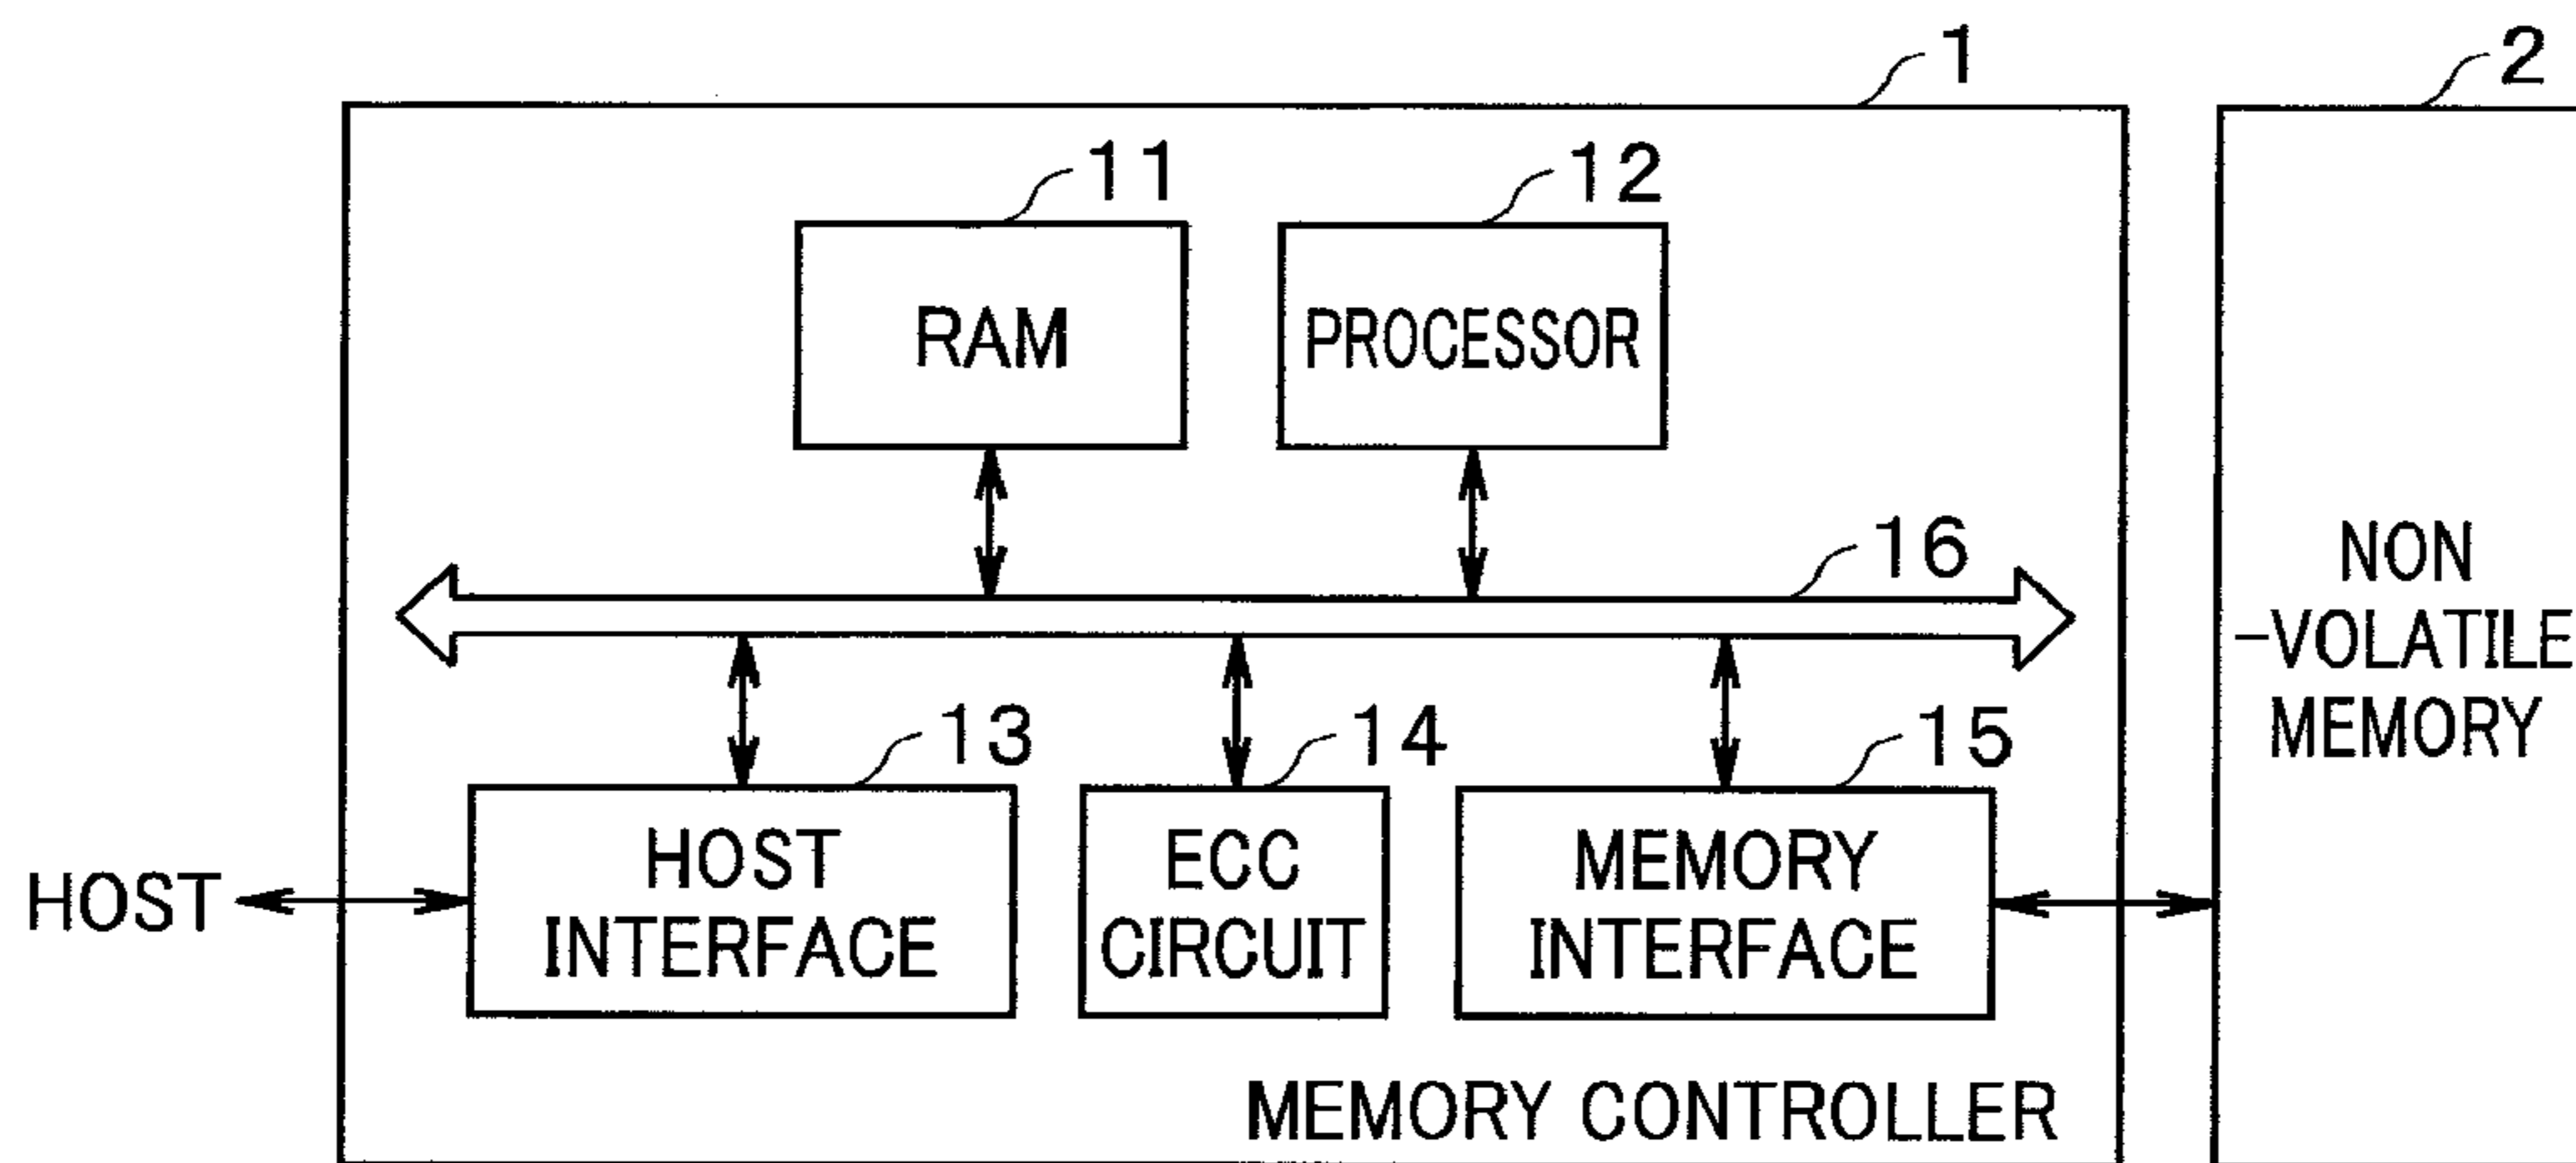 1
2
11
12
RAM
PROCESSOR
16
NON
-VOLATILE
MEMORY
13
14
15
HOST
HOST
INTERFACE
ECC
CIRCUIT
MEMORY
INTERFACE
MEMORY CONTROLLER